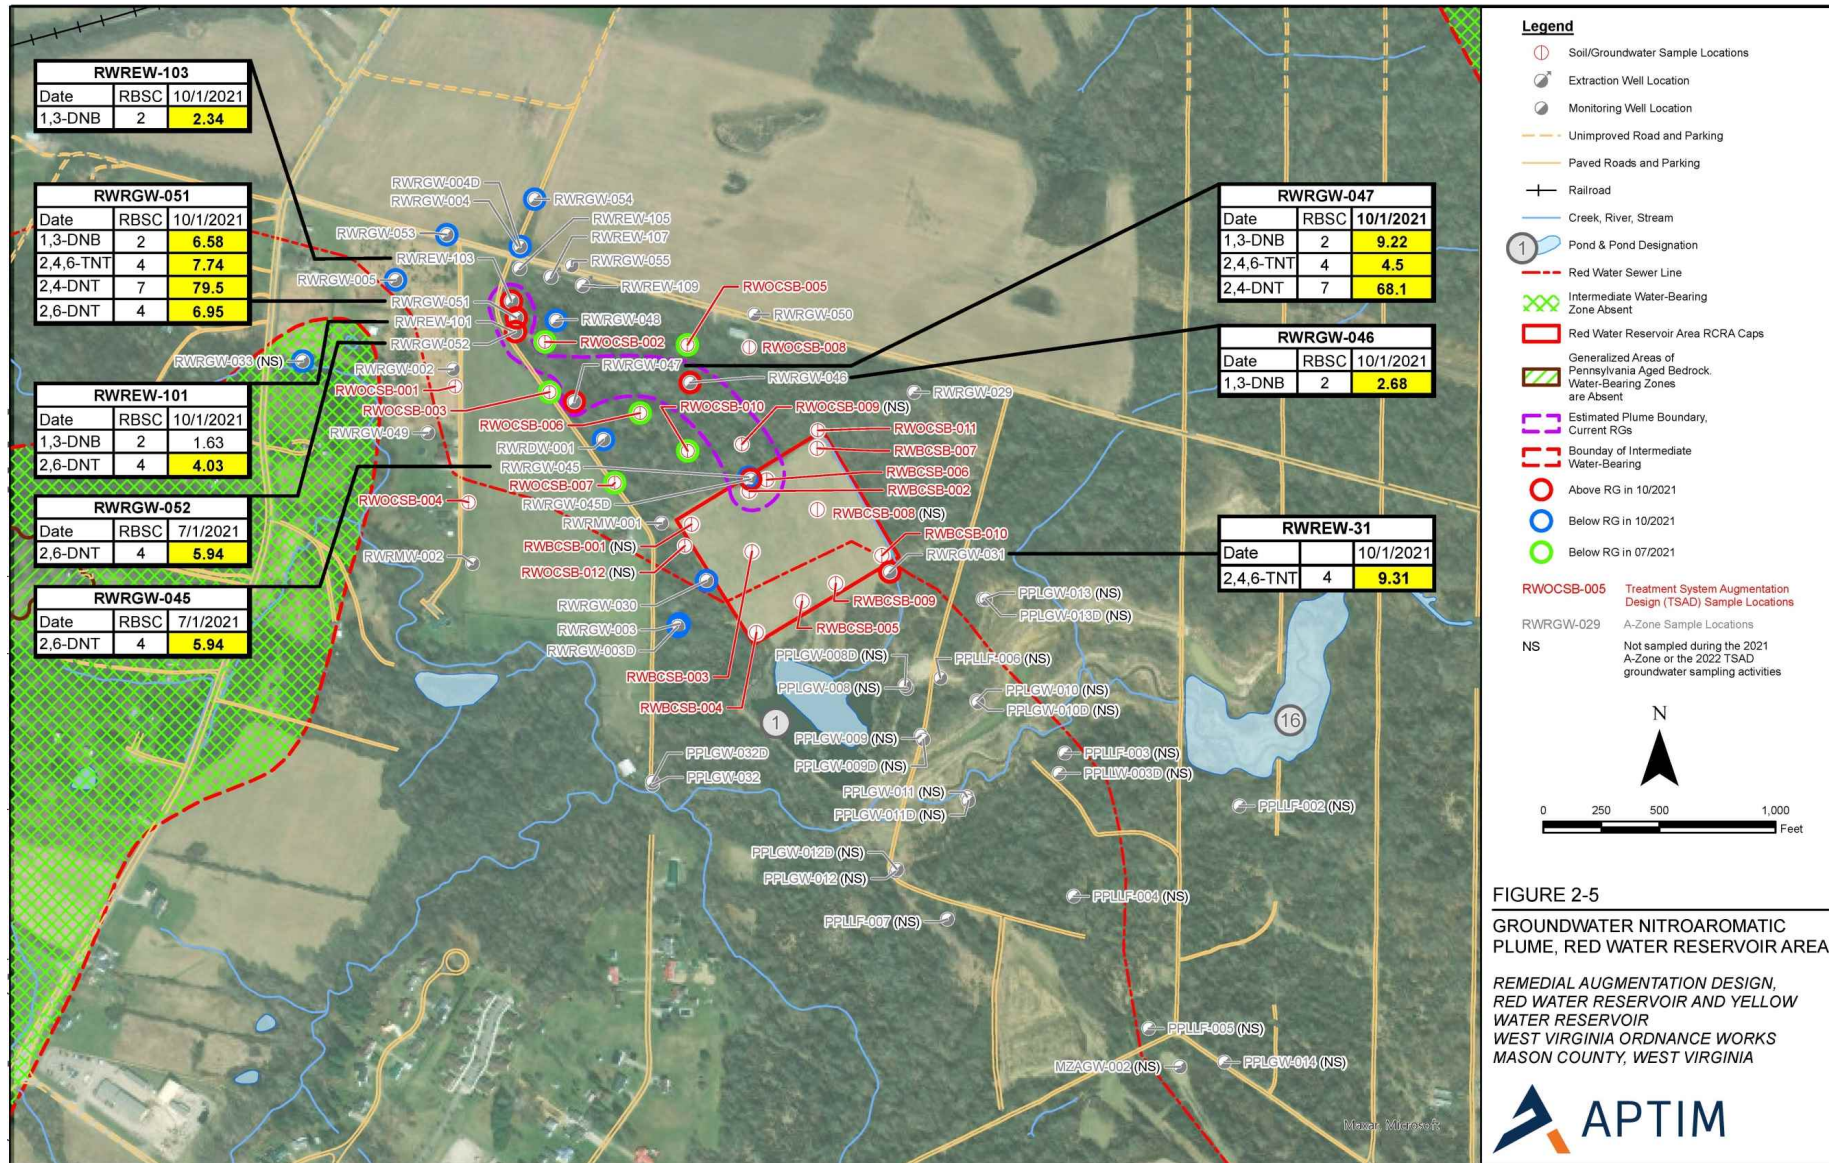 RWREW-103
Date RBSC 10/1/2021
1,3-DNB 2 2.34
RWRGW-051
Date RBSC 10/1/2021
1,3-DNB 2 6.58
2,4,6-TNT 4 7.74
2,4-DNT 7 79.5
2,6-DNT 4 6.95
RWREW-101
Date RBSC 10/1/2021
1,3-DNB 2 1.63
2,6-DNT 4 4.03
RWRGW-052
Date RBSC 7/1/2021
2,6-DNT 4 5.94
RWRGW-045
Date RBSC 7/1/2021
2,6-DNT 4 5.94
RWRGW-047
Date RBSC 10/1/2021
1,3-DNB 2 9.22
2,4,6-TNT 4 4.5
2,4-DNT 7 68.1
RWRGW-046
Date RBSC 10/1/2021
1,3-DNB 2 2.68
RWREW-31
Date 10/1/2021
2,4,6-TNT 4 9.31
RWRGW-004D
RWRGW-004
RWRGW-054
RWREW-105
RWRGW-053
RWREW-107
RWREW-103
RWRGW-055
RWRGW-005
RWREW-109
RWOCSB-005
RWRGW-051
RWREW-101
RWRGW-048
RWRGW-050
RWRGW-052
RWOCSB-002
RWOCSB-008
RWRGW-033 (NS)
RWRGW-002
RWRGW-047
RWRGW-046
RWOCSB-001
RWRGW-029
RWOCSB-003
RWOCSB-010
RWOCSB-009 (NS)
RWOCSB-006
RWOCSB-011
RWRGW-049
RWRDW-001
RWBCSB-007
RWRGW-045
RWBCSB-006
RWOCSB-007
RWBCSB-002
RWOCSB-004
RWRGW-045D
RWBCSB-008 (NS)
RWRMW-001
RWBCSB-010
RWBCSB-001 (NS)
RWRGW-031
RWRMW-002
RWOCSB-012 (NS)
PPLGW-013 (NS)
RWRGW-030
RWBCSB-009
PPLGW-013D (NS)
RWRGW-003
RWBCSB-005
RWRGW-003D
PPLGW-008D (NS)
PPLLF-006 (NS)
RWBCSB-003
PPLGW-008 (NS)
PPLGW-010 (NS)
RWBCSB-004
PPLGW-010D (NS)
1
16
PPLGW-009 (NS)
PPLGW-032D
PPLLF-003 (NS)
PPLGW-009D (NS)
PPLLW-003D (NS)
PPLGW-032
PPLGW-011 (NS)
PPLLF-002 (NS)
PPLGW-011D (NS)
PPLGW-012D (NS)
PPLGW-012 (NS)
PPLLF-004 (NS)
PPLLF-007 (NS)
PPLLF-005 (NS)
MZAGW-002 (NS)
PPLGW-014 (NS)
Maxar, Microsoft
Legend
Soil/Groundwater Sample Locations
Extraction Well Location
Monitoring Well Location
Unimproved Road and Parking
Paved Roads and Parking
Railroad
Creek, River, Stream
1 Pond & Pond Designation
Red Water Sewer Line
Intermediate Water-Bearing
Zone Absent
Red Water Reservoir Area RCRA Caps
Generalized Areas of
Pennsylvania Aged Bedrock.
Water-Bearing Zones
are Absent
Estimated Plume Boundary,
Current RGs
Bounday of Intermediate
Water-Bearing
Above RG in 10/2021
Below RG in 10/2021
Below RG in 07/2021
RWOCSB-005 Treatment System Augmentation
Design (TSAD) Sample Locations
RWRGW-029 A-Zone Sample Locations
NS Not sampled during the 2021
A-Zone or the 2022 TSAD
groundwater sampling activities
N
0 250 500 1,000
Feet
FIGURE 2-5
GROUNDWATER NITROAROMATIC
PLUME, RED WATER RESERVOIR AREA
REMEDIAL AUGMENTATION DESIGN,
RED WATER RESERVOIR AND YELLOW
WATER RESERVOIR
WEST VIRGINIA ORDNANCE WORKS
MASON COUNTY, WEST VIRGINIA
APTIM